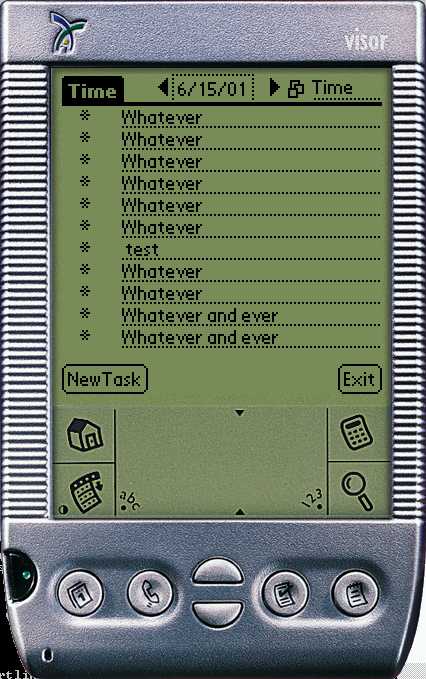 visor
Time 6/15/01 Time
* Whatever
* Whatever
* Whatever
* Whatever
* Whatever
* Whatever
* test
* Whatever
* Whatever
* Whatever and ever
* Whatever and ever
NewTask Exit
abc 123